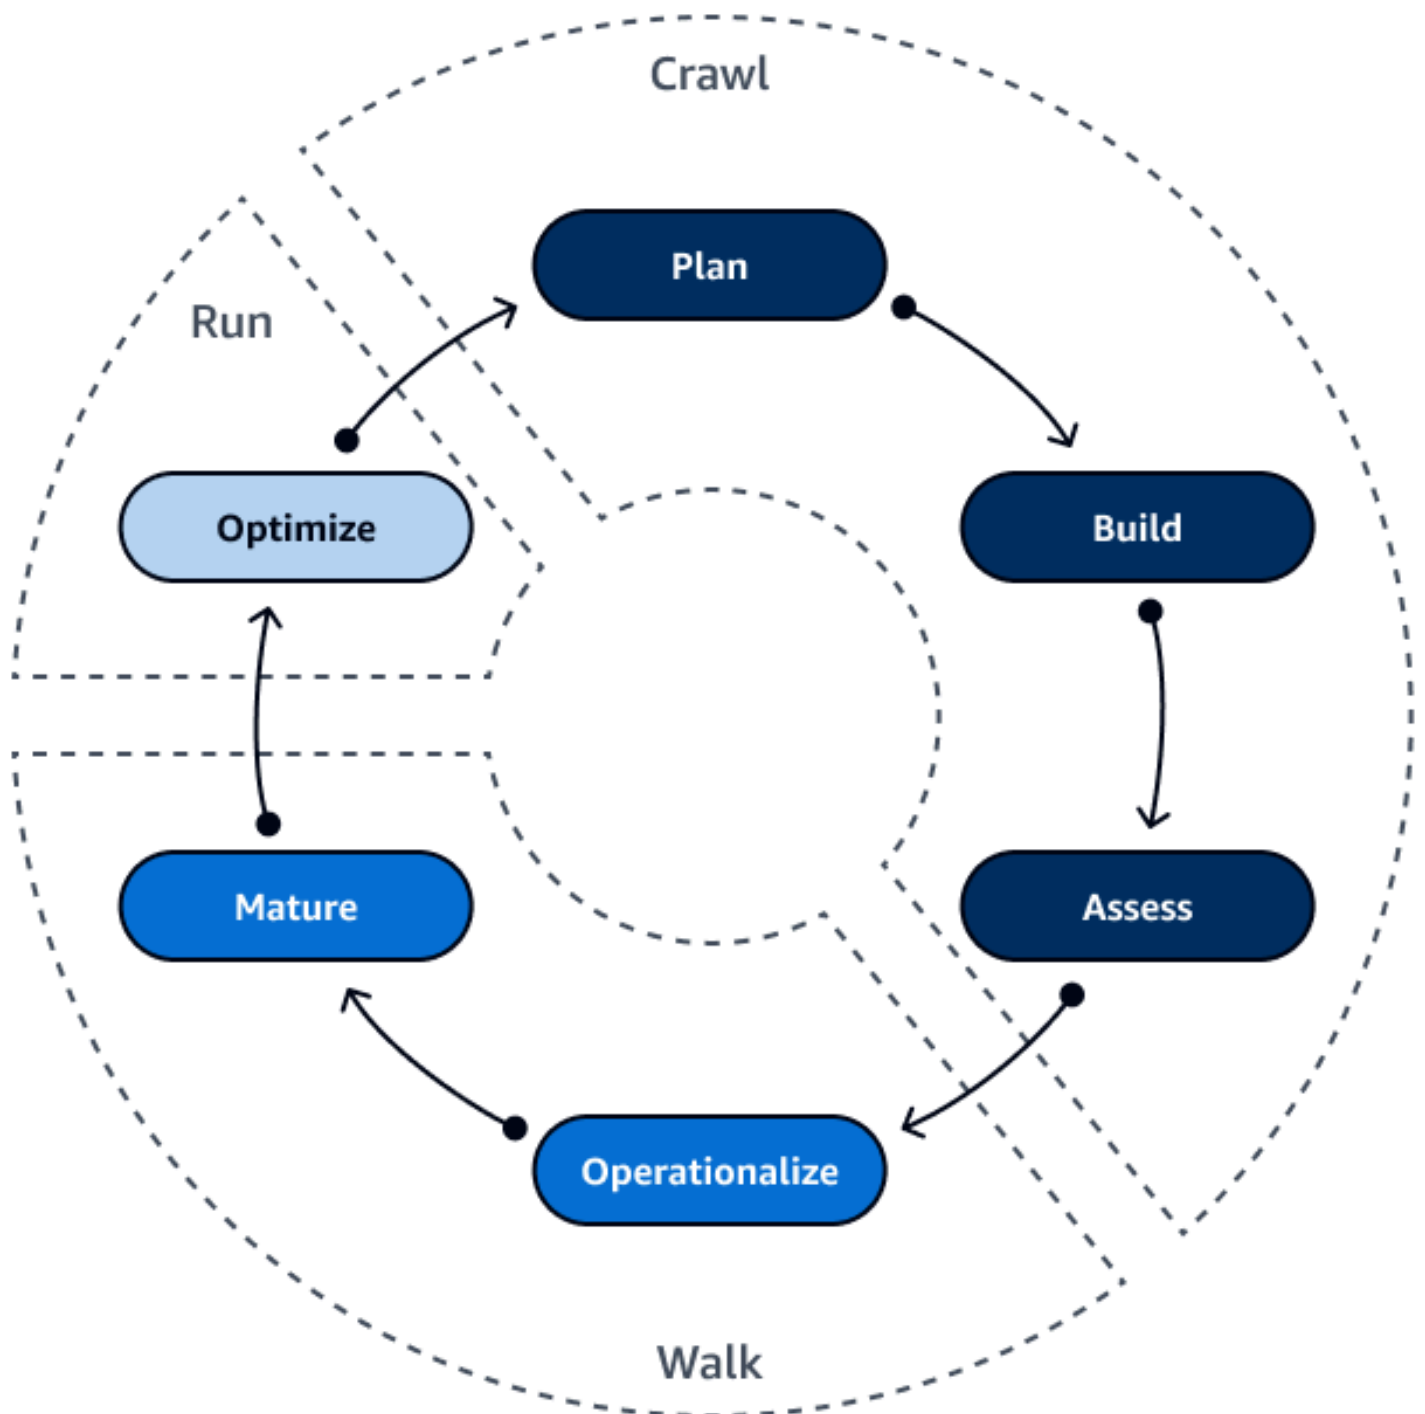 Crawl
Plan
Build
Assess
Operationalize
Walk
Mature
Optimize
Run